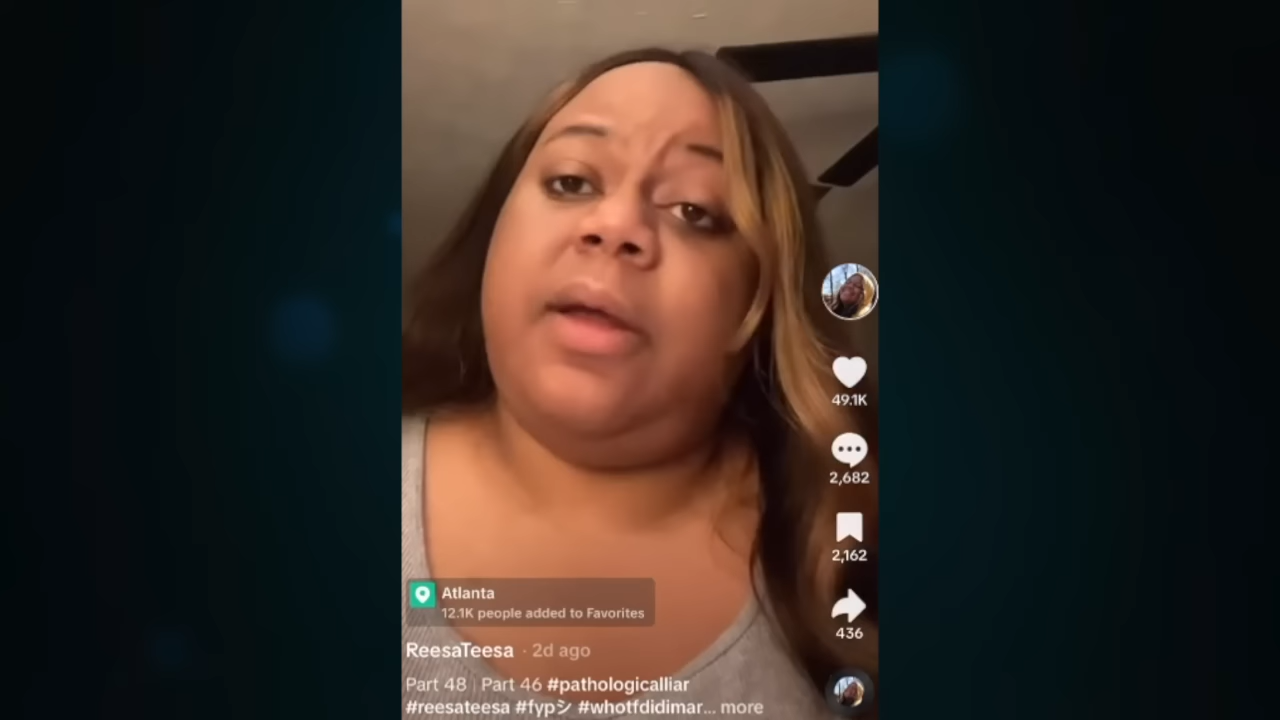 49.1K
2,682
2,162
436
Atlanta
12.1K people added to Favorites
ReesaTeesa · 2d ago
Part 48 | Part 46 #pathologicalliar
#reesateesa #fypシ #whotfdidimar... more